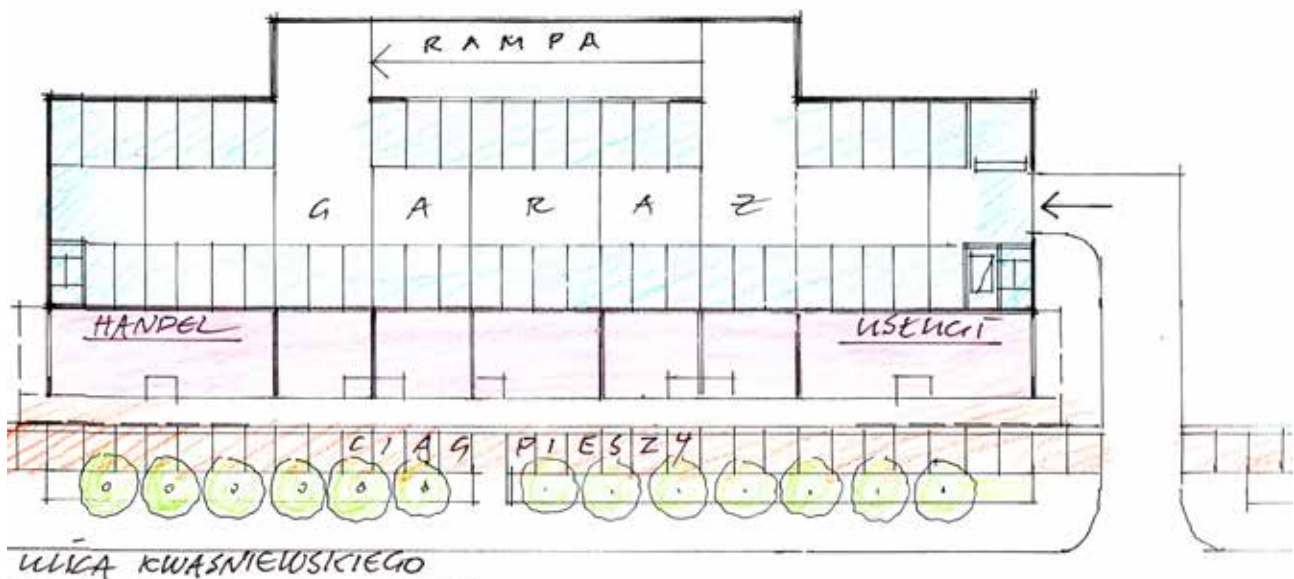 RAMPA
GARAŻ
HANDEL
USŁUGI
CIĄG PIESZY
ULICA KWAŚNIEWSKIEGO